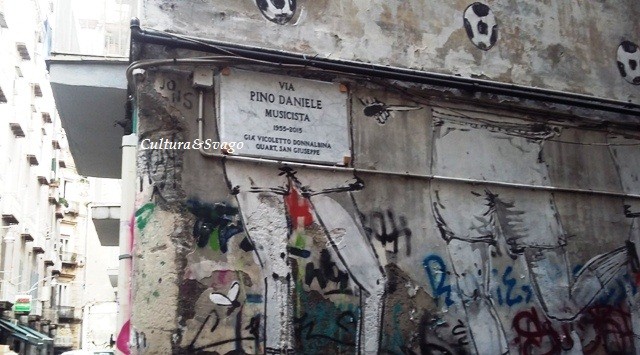 VIA
PINO DANIELE
MUSICISTA
1955-2015
GIÀ VICOLETTO DONNALBINA
QUART. SAN GIUSEPPE
Cultura&Svago